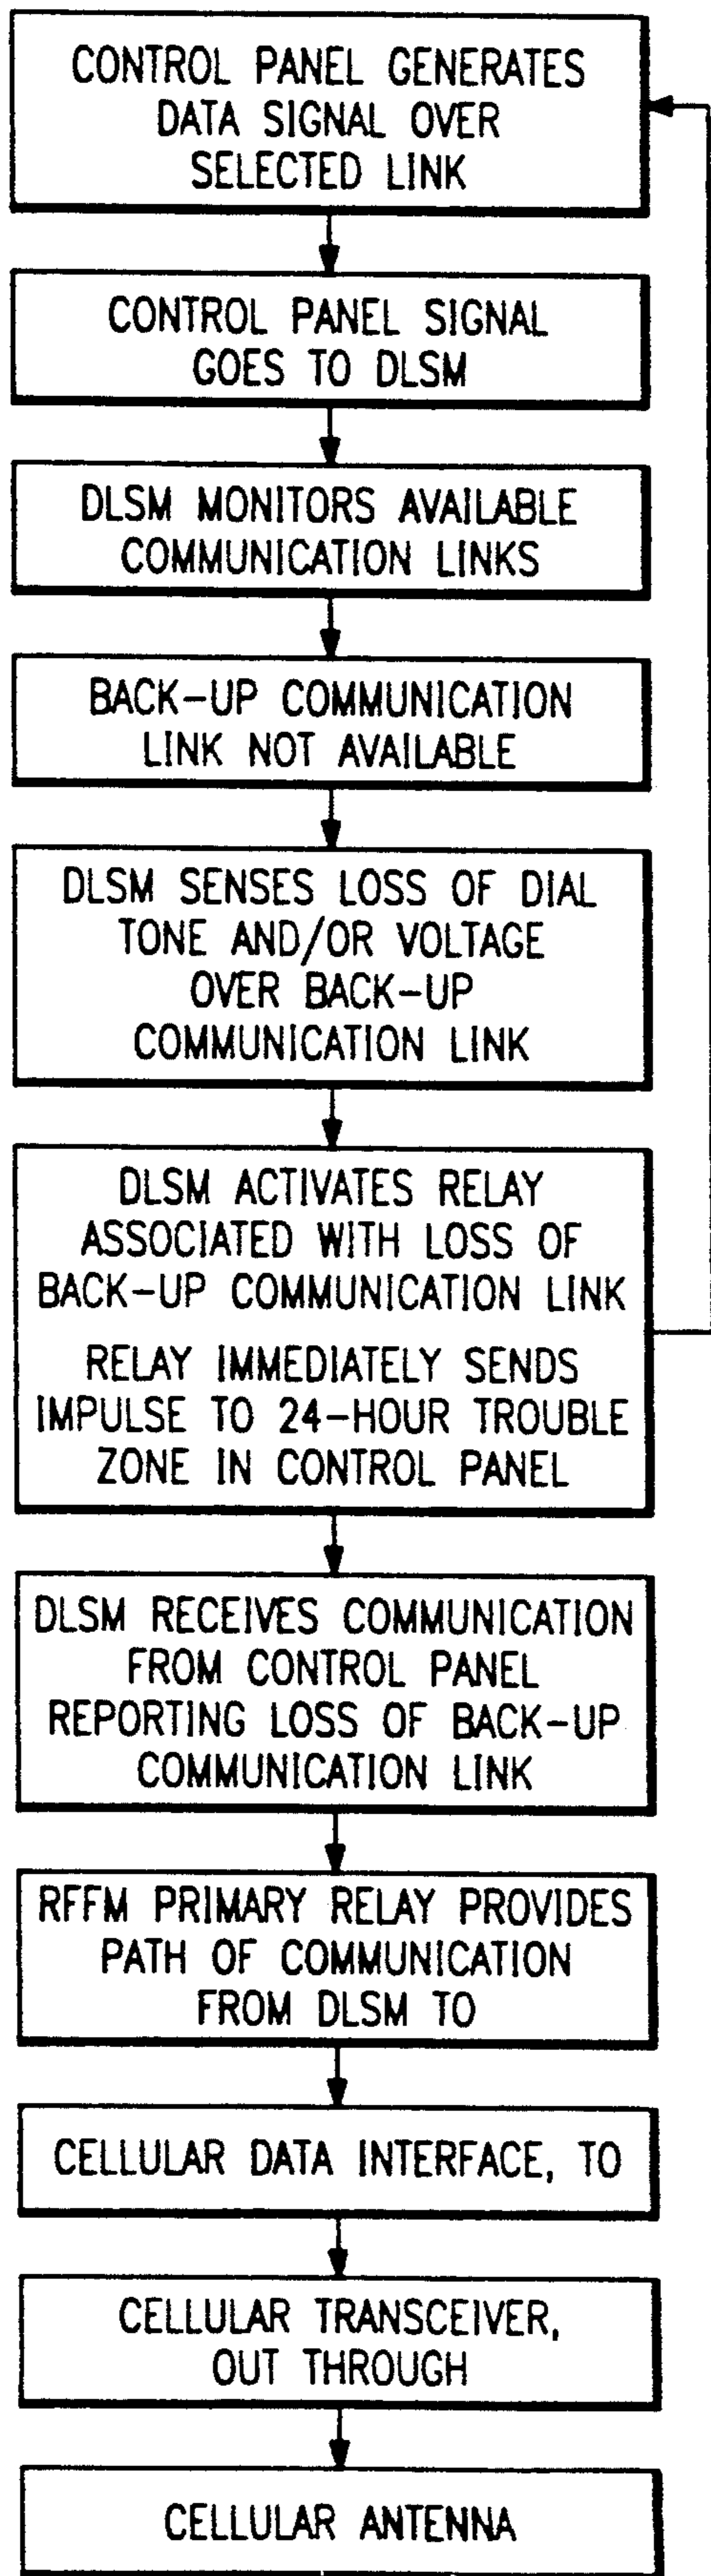 CONTROL PANEL GENERATES
DATA SIGNAL OVER
SELECTED LINK
CONTROL PANEL SIGNAL
GOES TO DLSM
DLSM MONITORS AVAILABLE
COMMUNICATION LINKS
BACK-UP COMMUNICATION
LINK NOT AVAILABLE
DLSM SENSES LOSS OF DIAL
TONE AND/OR VOLTAGE
OVER BACK-UP
COMMUNICATION LINK
DLSM ACTIVATES RELAY
ASSOCIATED WITH LOSS OF
BACK-UP COMMUNICATION LINK
RELAY IMMEDIATELY SENDS
IMPULSE TO 24-HOUR TROUBLE
ZONE IN CONTROL PANEL
DLSM RECEIVES COMMUNICATION
FROM CONTROL PANEL
REPORTING LOSS OF BACK-UP
COMMUNICATION LINK
RFFM PRIMARY RELAY PROVIDES
PATH OF COMMUNICATION
FROM DLSM TO
CELLULAR DATA INTERFACE, TO
CELLULAR TRANSCEIVER,
OUT THROUGH
CELLULAR ANTENNA